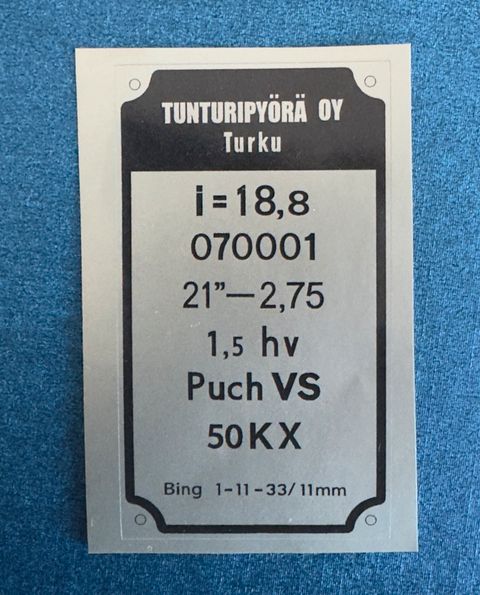 TUNTURIPYÖRÄ OY
Turku
i = 18,8
070001
21”—2,75
1,5 hv
Puch VS
50KX
Bing 1-11-33/11mm